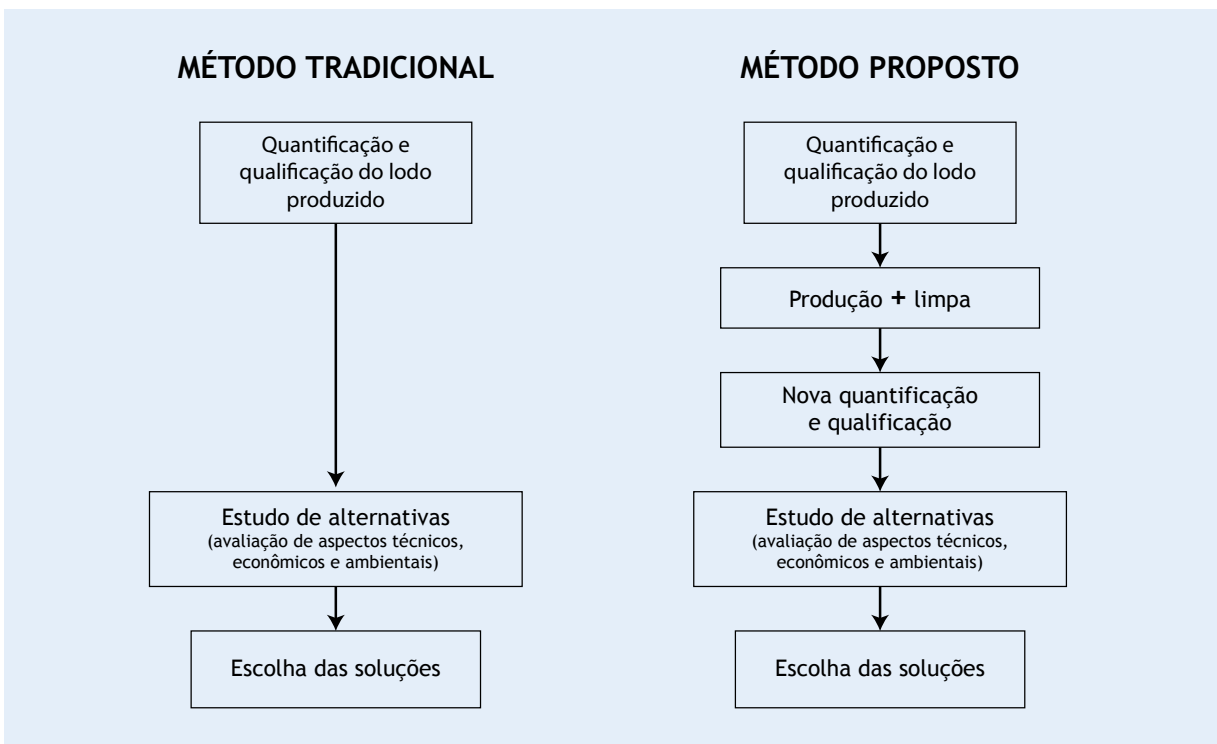 MÉTODO TRADICIONAL
Quantificação e
qualificação do lodo
produzido
Estudo de alternativas
(avaliação de aspectos técnicos,
econômicos e ambientais)
Escolha das soluções
MÉTODO PROPOSTO
Quantificação e
qualificação do lodo
produzido
Produção + limpa
Nova quantificação
e qualificação
Estudo de alternativas
(avaliação de aspectos técnicos,
econômicos e ambientais)
Escolha das soluções